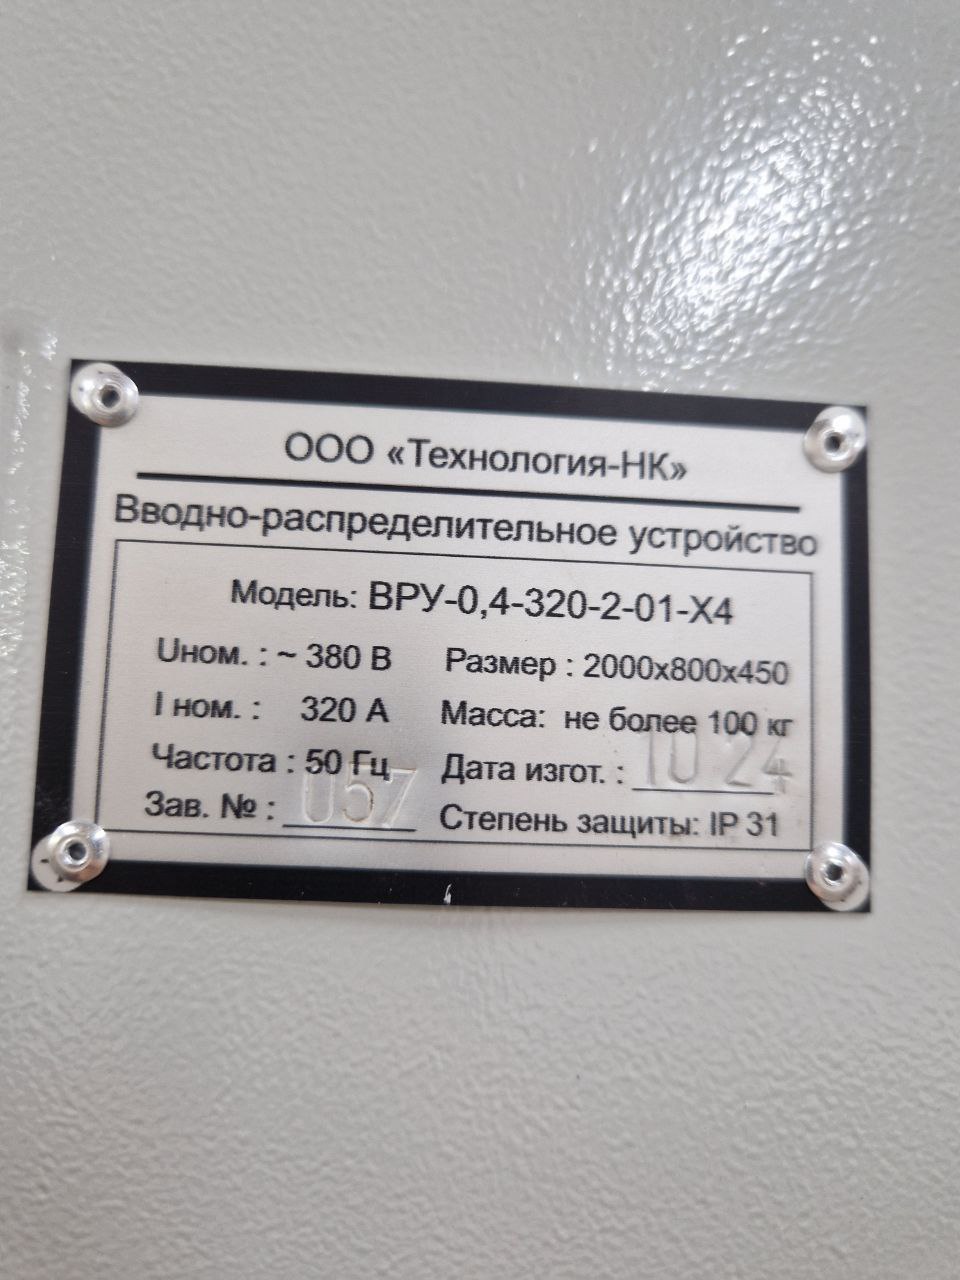 ООО «Технология-НК»
Вводно-распределительное устройство
Модель: ВРУ-0,4-320-2-01-Х4
Uном. : ~ 380 В Размер : 2000х800х450
I ном. : 320 А Масса: не более 100 кг
Частота : 50 Гц Дата изгот. : 10 24
Зав. № : 057 Степень защиты: IP 31